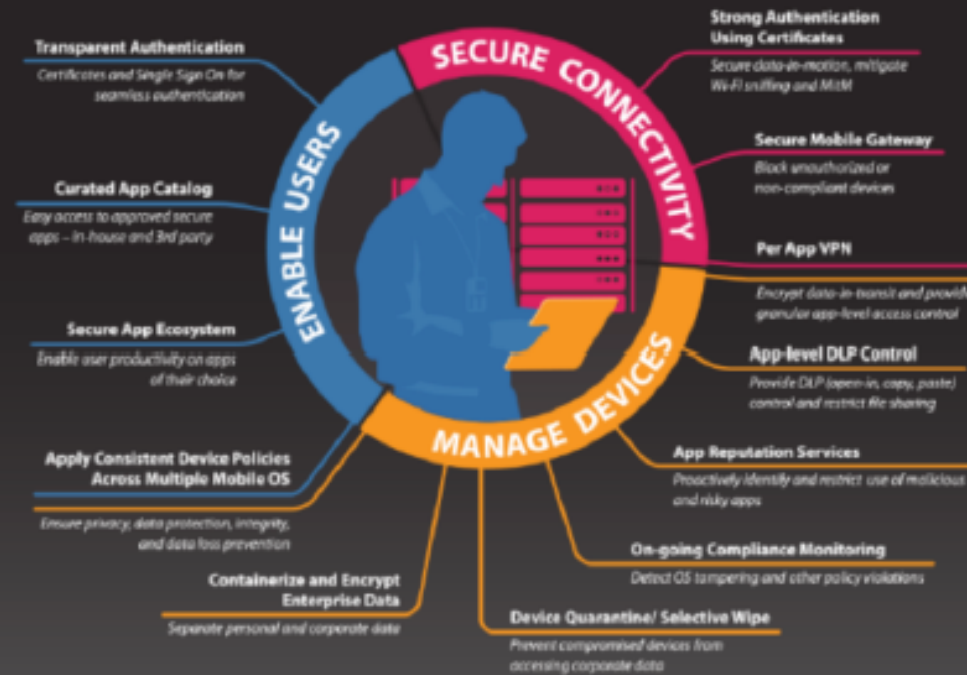 Transparent Authentication
Certificates and Single Sign On for
seamless authentication
Curated App Catalog
Easy access to approved secure
apps – in-house and 3rd party
Secure App Ecosystem
Enable user productivity on apps
of their choice
Apply Consistent Device Policies
Across Multiple Mobile OS
Ensure privacy, data protection, integrity,
and data loss prevention
Containerize and Encrypt
Enterprise Data
Separate personal and corporate data
ENABLE USERS
SECURE CONNECTIVITY
MANAGE DEVICES
Strong Authentication
Using Certificates
Secure data-in-motion, mitigate
Wi-Fi sniffing and MitM
Secure Mobile Gateway
Block unauthorized or
non-compliant devices
Per App VPN
Encrypt data-in-transit and provide
granular app-level access control
App-level DLP Control
Provide DLP (open-in, copy, paste)
control and restrict file sharing
App Reputation Services
Proactively identify and restrict use of malicious
and risky apps
On-going Compliance Monitoring
Detect OS tampering and other policy violations
Device Quarantine/ Selective Wipe
Prevent compromised devices from
accessing corporate data